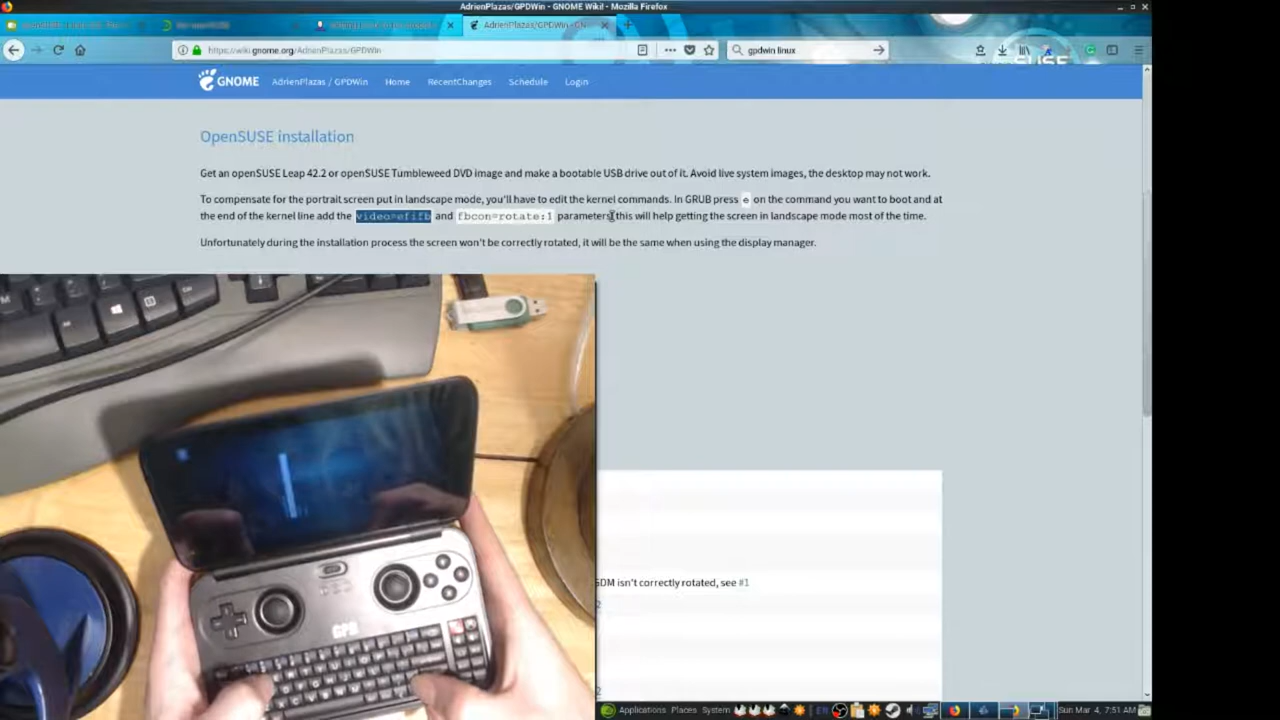 AdrienPlazas/GPDWin - GNOME Wiki! - Mozilla Firefox
AdrienPlazas/GPDWin - GN
https://wiki.gnome.org/AdrienPlazas/GPDWin
gpdwin linux
GNOME AdrienPlazas / GPDWin Home RecentChanges Schedule Login
OpenSUSE installation
Get an openSUSE Leap 42.2 or openSUSE Tumbleweed DVD image and make a bootable USB drive out of it. Avoid live system images, the desktop may not work.
To compensate for the portrait screen put in landscape mode, you'll have to edit the kernel commands. In GRUB press e on the command you want to boot and at
the end of the kernel line add the video=efifb and fbcon=rotate:1 parameters, this will help getting the screen in landscape mode most of the time.
Unfortunately during the installation process the screen won't be correctly rotated, it will be the same when using the display manager.
GDM isn't correctly rotated, see #1
2
2
GPD
Applications Places System EN Sun Mar 4, 7:51 AM